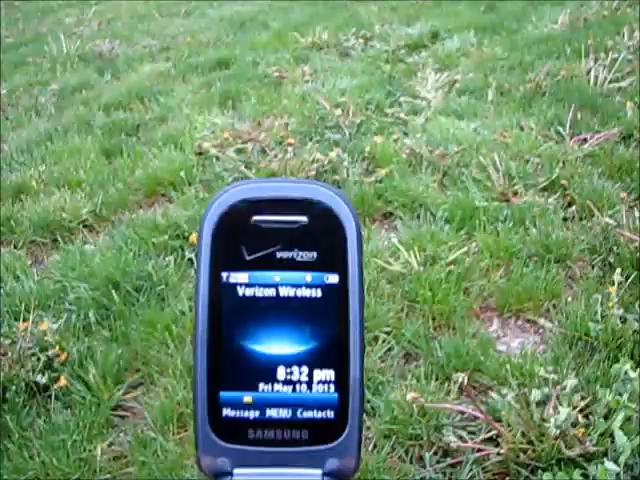 verizon
Verizon Wireless
8:32 pm
Fri May 10, 2013
Message MENU Contacts
SAMSUNG